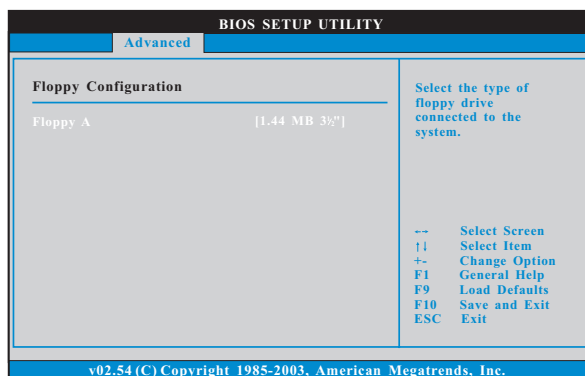 BIOS SETUP UTILITY
Advanced
Floppy Configuration
Floppy A [1.44 MB 3½"]
Select the type of
floppy drive
connected to the
system.
←→ Select Screen
↑↓ Select Item
+- Change Option
F1 General Help
F9 Load Defaults
F10 Save and Exit
ESC Exit
v02.54 (C) Copyright 1985-2003, American Megatrends, Inc.